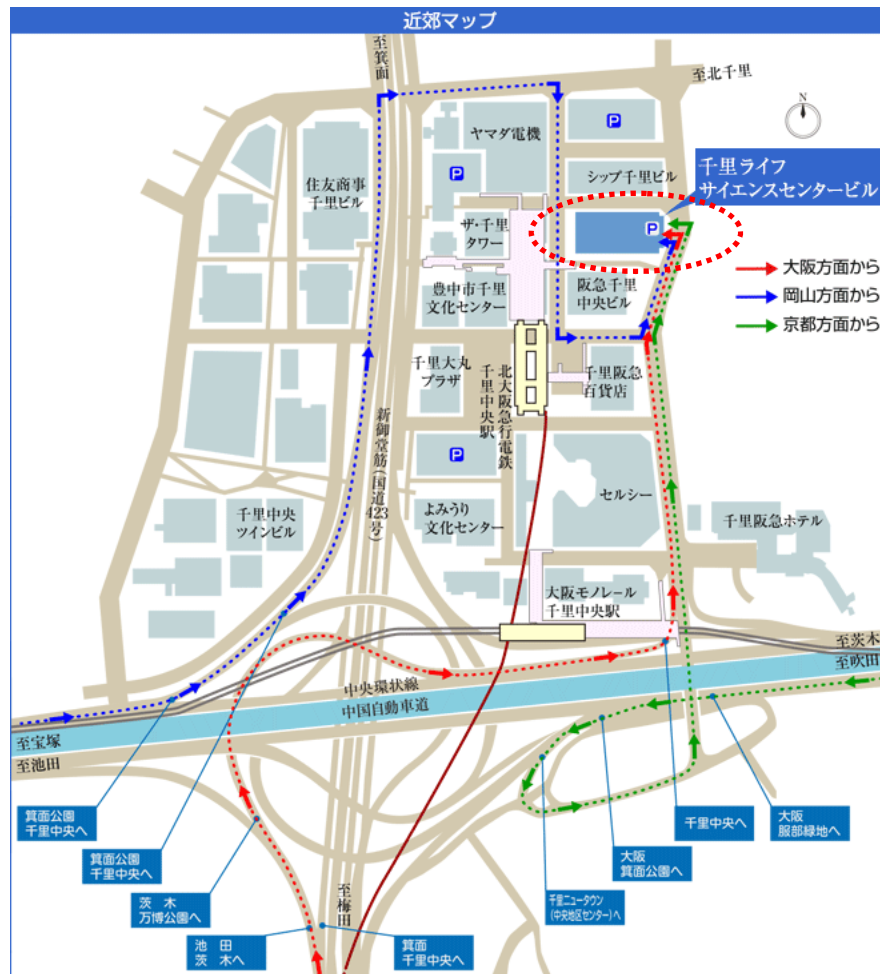 近郊マップ
至箕面
至北千里
N
P
ヤマダ電機
住友商事
千里ビル
P
シップ千里ビル
千里ライフ
サイエンスセンタービル
P
ザ・千里
タワー
豊中市千里
文化センター
阪急千里
中央ビル
大阪方面から
岡山方面から
京都方面から
千里大丸
プラザ
北大阪急行電鉄
千里中央駅
千里阪急
百貨店
新御堂筋(国道423号)
P
セルシー
千里中央
ツインビル
よみうり
文化センター
千里阪急ホテル
大阪モノレール
千里中央駅
至茨木
至吹田
中央環状線
中国自動車道
至宝塚
至池田
箕面公園
千里中央へ
箕面公園
千里中央へ
茨 木
万博公園へ
池 田
茨木へ
至梅田
箕面
千里中央へ
千里ニュータウン
(中央地区センター)へ
大阪
箕面公園へ
千里中央へ
大阪
服部緑地へ